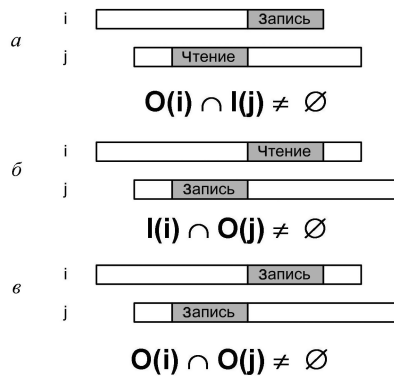 i Запись
а
j Чтение
O(i) ∩ I(j) ≠ ∅
i Чтение
б
j Запись
I(i) ∩ O(j) ≠ ∅
i Запись
в
j Запись
O(i) ∩ O(j) ≠ ∅